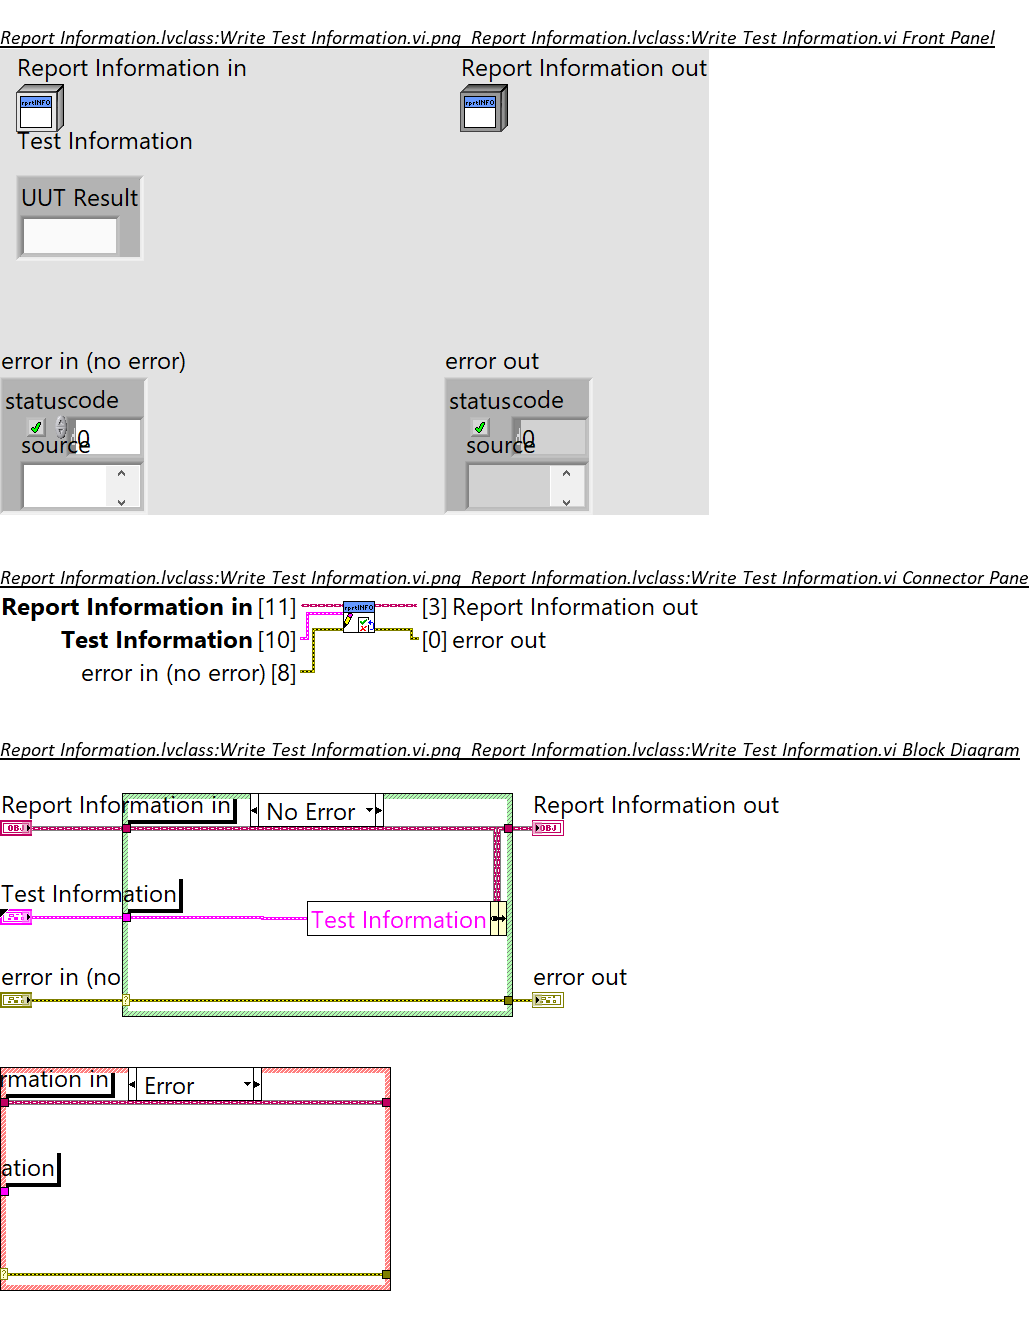 Report Information.lvclass:Write Test Information.vi.png Report Information.lvclass:Write Test Information.vi Front Panel
Report Information in Report Information out
rprtINFO rprtINFO
Test Information
UUT Result
error in (no error) error out
status code status code
0 0
source source
Report Information.lvclass:Write Test Information.vi.png Report Information.lvclass:Write Test Information.vi Connector Pane
Report Information in [11] rprtINFO [3] Report Information out
Test Information [10] [0] error out
error in (no error) [8]
Report Information.lvclass:Write Test Information.vi.png Report Information.lvclass:Write Test Information.vi Block Diagram
Report Information in No Error Report Information out
OBJ OBJ
Test Information
Test Information
error in (no error out
?
rmation in Error
ation
?